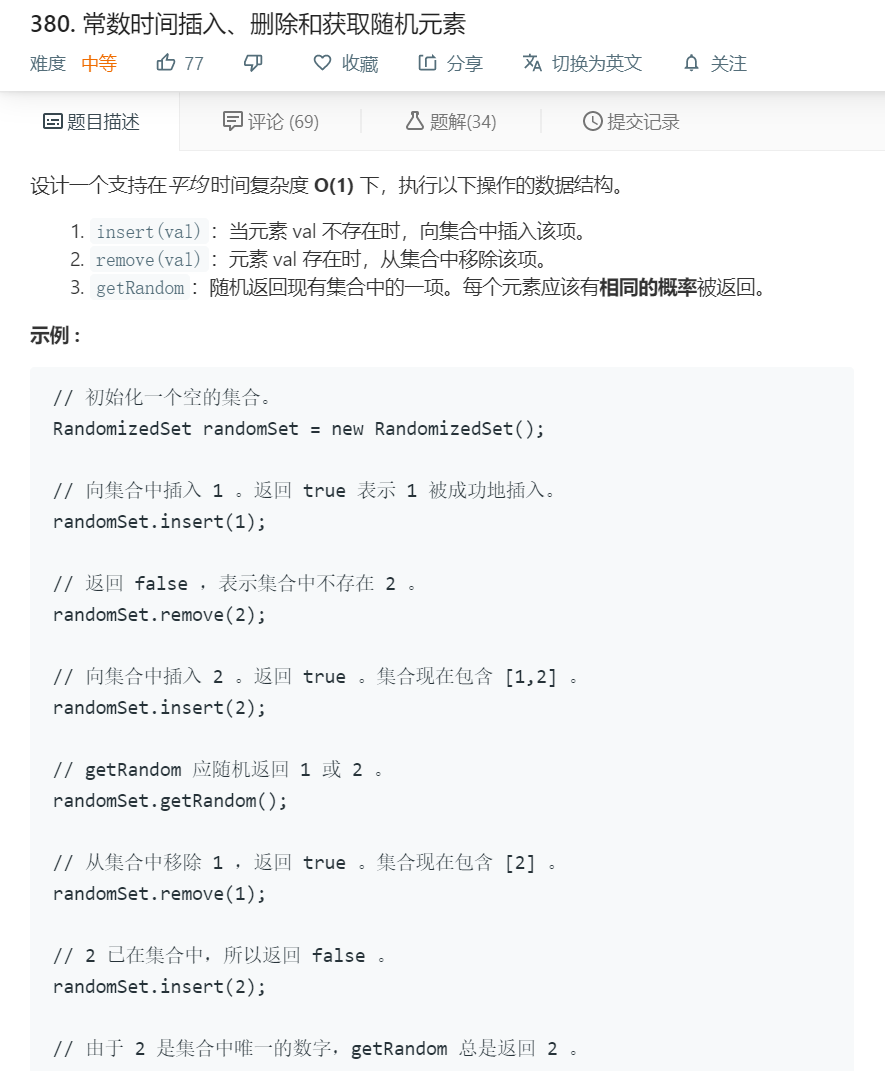 380. 常数时间插入、删除和获取随机元素
难度 中等 77 收藏 分享 切换为英文 关注
题目描述 评论 (69) 题解(34) 提交记录
设计一个支持在平均 时间复杂度 O(1) 下，执行以下操作的数据结构。
1. insert(val) ：当元素 val 不存在时，向集合中插入该项。
2. remove(val) ：元素 val 存在时，从集合中移除该项。
3. getRandom ：随机返回现有集合中的一项。每个元素应该有相同的概率被返回。
示例 :
// 初始化一个空的集合。
RandomizedSet randomSet = new RandomizedSet();
// 向集合中插入 1 。返回 true 表示 1 被成功地插入。
randomSet.insert(1);
// 返回 false ，表示集合中不存在 2 。
randomSet.remove(2);
// 向集合中插入 2 。返回 true 。集合现在包含 [1,2] 。
randomSet.insert(2);
// getRandom 应随机返回 1 或 2 。
randomSet.getRandom();
// 从集合中移除 1 ，返回 true 。集合现在包含 [2] 。
randomSet.remove(1);
// 2 已在集合中，所以返回 false 。
randomSet.insert(2);
// 由于 2 是集合中唯一的数字，getRandom 总是返回 2 。